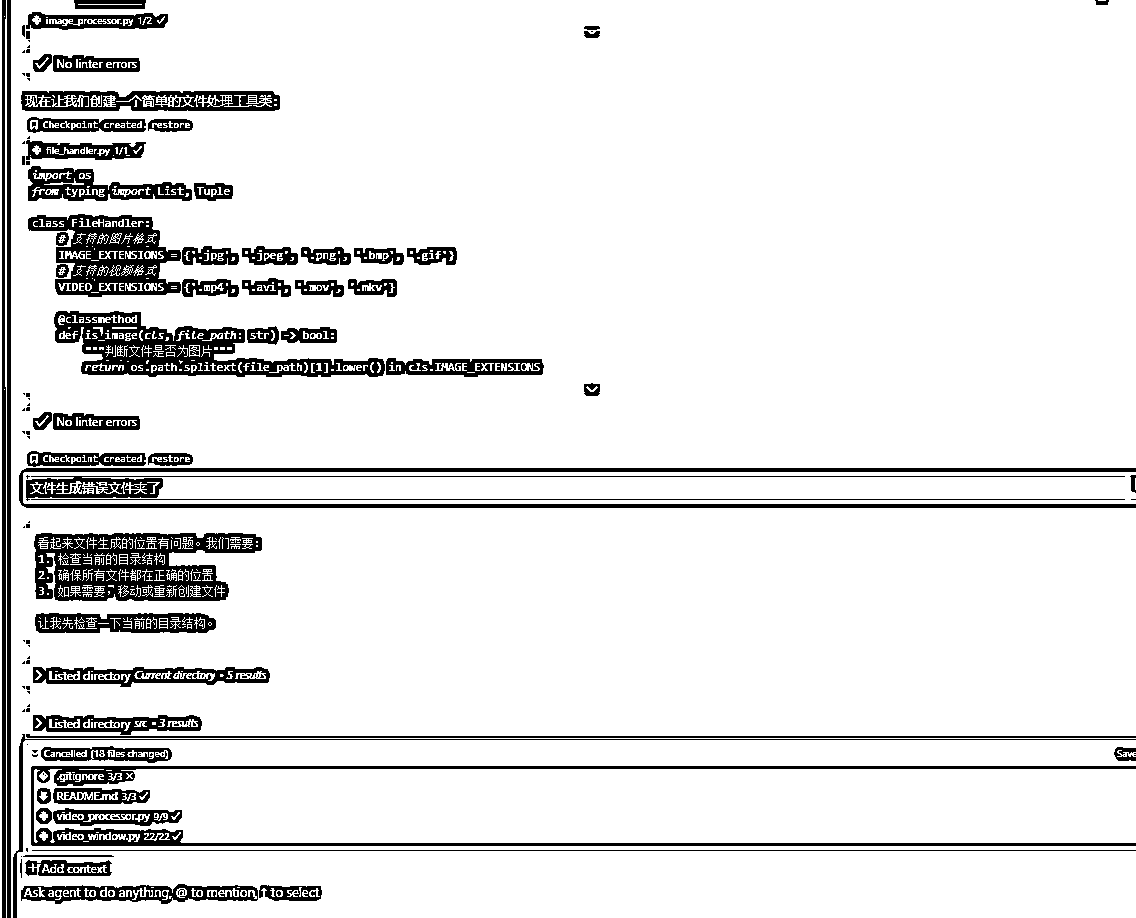 image_processor.py 1/2
No linter errors
现在让我们创建一个简单的文件处理工具类:
Checkpoint created. restore
file_handler.py 1/1
import os
from typing import List, Tuple
class FileHandler:
# 支持的图片格式
IMAGE_EXTENSIONS = {'.jpg', '.jpeg', '.png', '.bmp', '.gif'}
# 支持的视频格式
VIDEO_EXTENSIONS = {'.mp4', '.avi', '.mov', '.mkv'}
@classmethod
def is_image(cls, file_path: str) -> bool:
"""判断文件是否为图片"""
return os.path.splitext(file_path)[1].lower() in cls.IMAGE_EXTENSIONS
No linter errors
Checkpoint created. restore
文件生成错误文件夹了
看起来文件生成的位置有问题。我们需要:
1. 检查当前的目录结构
2. 确保所有文件都在正确的位置
3. 如果需要，移动或重新创建文件
让我先检查一下当前的目录结构。
Listed directory Current directory • 5 results
Listed directory src • 3 results
Cancelled (18 files changed)
Save
.gitignore 3/3
README.md 3/3
video_processor.py 9/9
video_window.py 22/22
+ Add context
Ask agent to do anything, @ to mention, ↑ to select